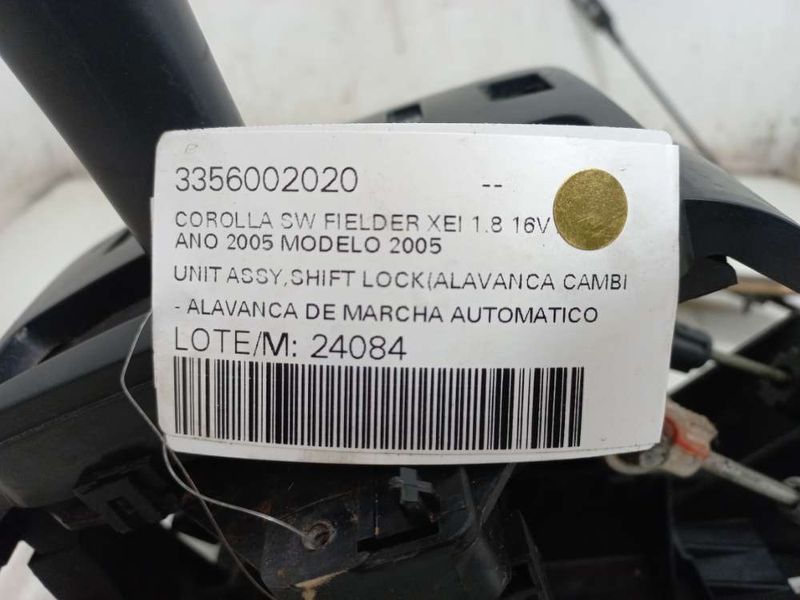 3356002020 --
COROLLA SW FIELDER XEI 1.8 16V
ANO 2005 MODELO 2005
UNIT ASSY,SHIFT LOCK(ALAVANCA CAMBI
- ALAVANCA DE MARCHA AUTOMATICO
LOTE/M: 24084